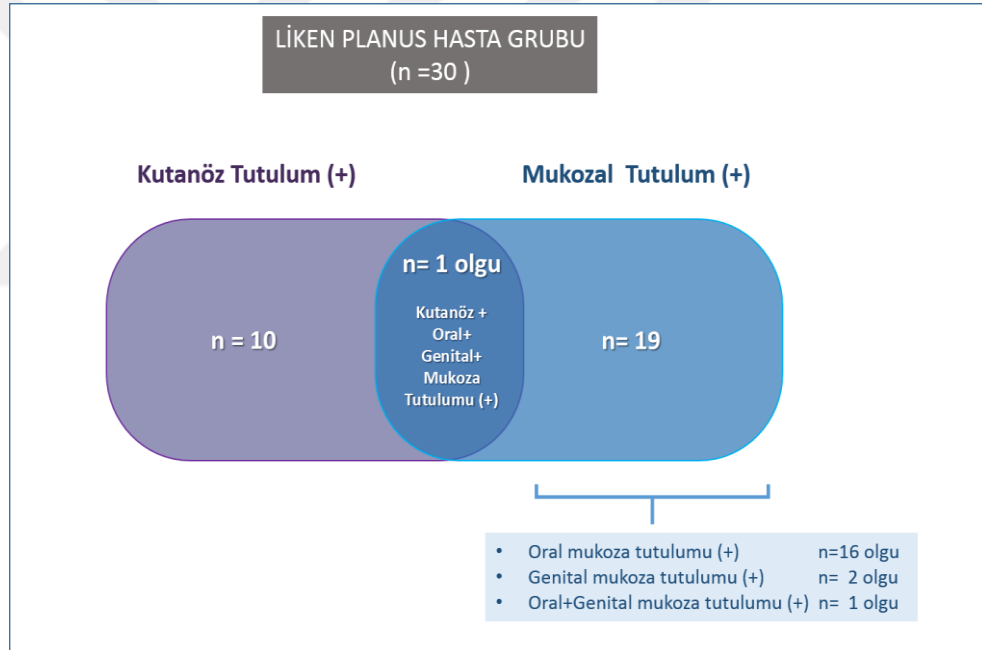 LİKEN PLANUS HASTA GRUBU
(n =30 )
Kutanöz Tutulum (+)
Mukozal Tutulum (+)
n = 10
n= 1 olgu
Kutanöz +
Oral+
Genital+
Mukoza
Tutulumu (+)
n= 19
• Oral mukoza tutulumu (+) n=16 olgu
• Genital mukoza tutulumu (+) n= 2 olgu
• Oral+Genital mukoza tutulumu (+) n= 1 olgu